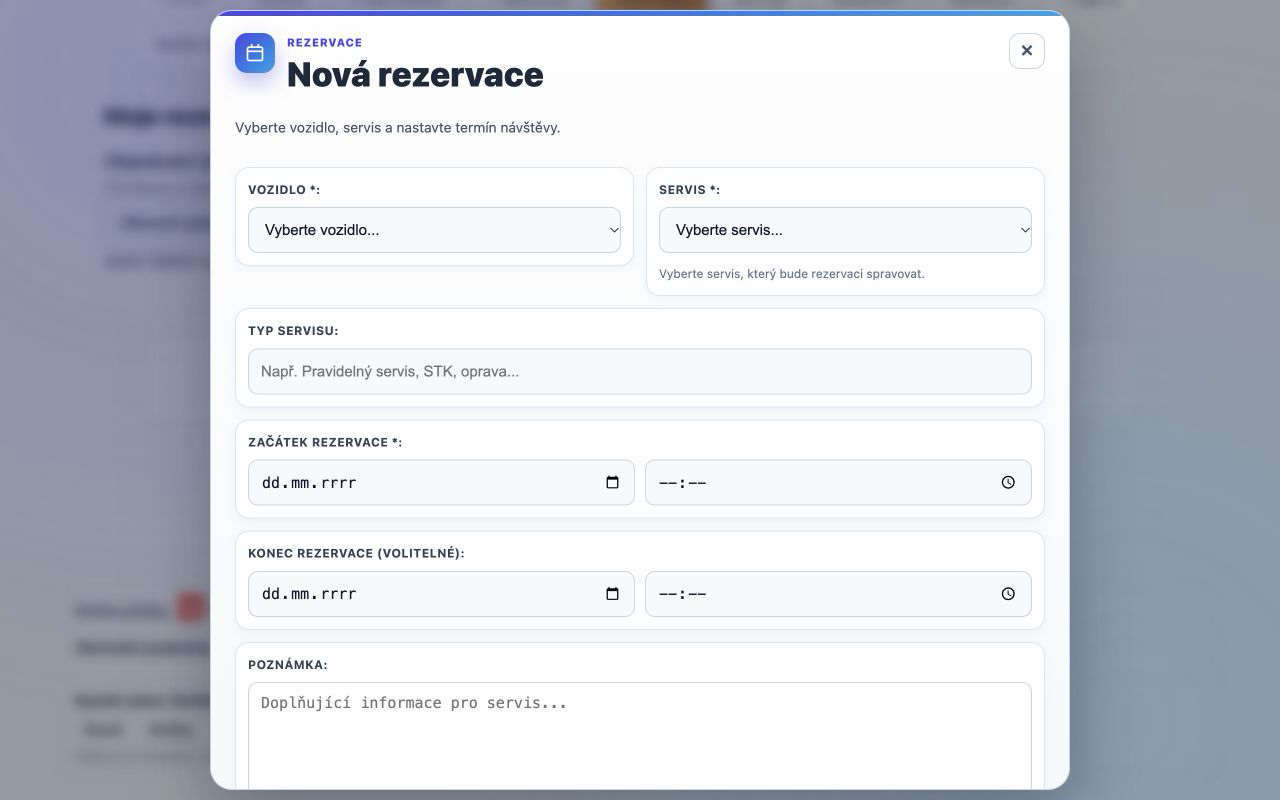 REZERVACE
Nová rezervace
Vyberte vozidlo, servis a nastavte termín návštěvy.
VOZIDLO *:
Vyberte vozidlo...
SERVIS *:
Vyberte servis...
Vyberte servis, který bude rezervaci spravovat.
TYP SERVISU:
Např. Pravidelný servis, STK, oprava...
ZAČÁTEK REZERVACE *:
dd.mm.rrrr
--:--
KONEC REZERVACE (VOLITELNÉ):
dd.mm.rrrr
--:--
POZNÁMKA:
Doplňující informace pro servis...